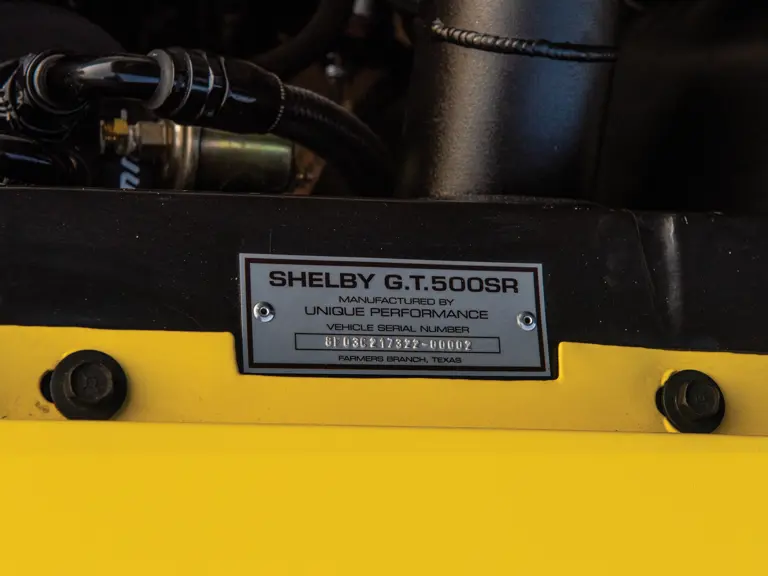 SHELBY G.T.500SR
MANUFACTURED BY
UNIQUE PERFORMANCE
VEHICLE SERIAL NUMBER
FARMERS BRANCH, TEXAS